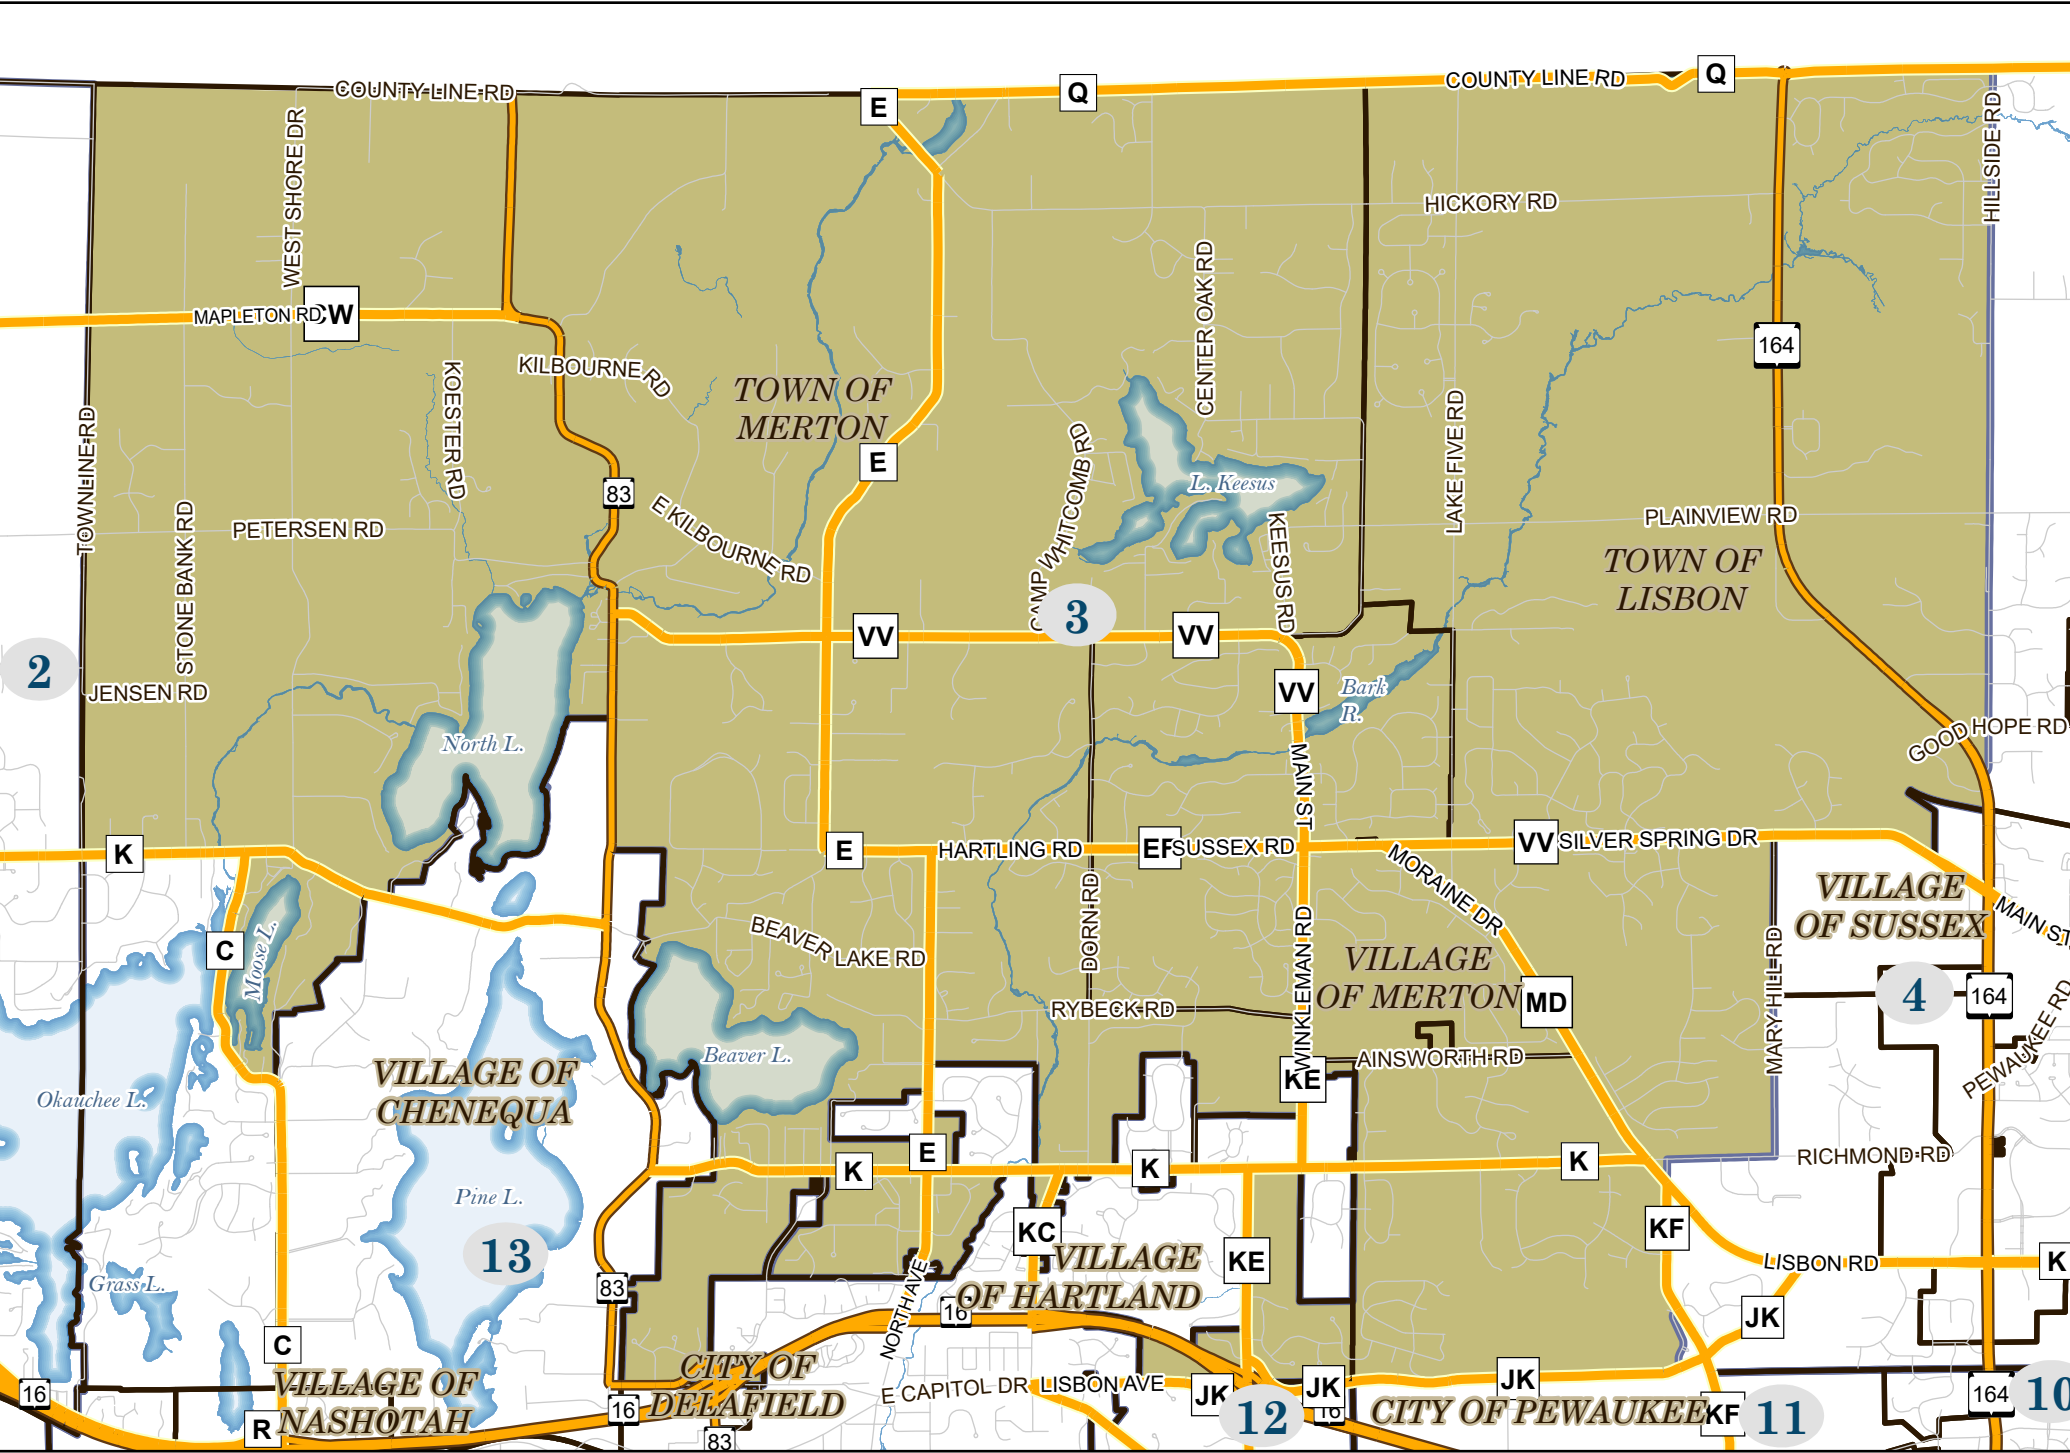 COUNTY LINE RD
E
Q
COUNTY LINE RD
Q
WEST SHORE DR
HILLSIDE RD
HICKORY RD
CENTER OAK RD
MAPLETON RD
CW
164
KILBOURNE RD
KOESTER RD
TOWN OF
MERTON
E
LAKE FIVE RD
TOWNLINE RD
CAMP WHITCOMB RD
L. Keesus
83
STONE BANK RD
PETERSEN RD
E KILBOURNE RD
KEESUS RD
PLAINVIEW RD
TOWN OF
LISBON
3
VV
VV
2
JENSEN RD
VV
Bark
R.
North L.
GOOD HOPE RD
MAIN ST
K
E
HARTLING RD
EF
SUSSEX RD
VV
SILVER SPRING DR
MORAINE DR
VILLAGE
OF SUSSEX
MAIN ST
C
Moose L.
BEAVER LAKE RD
DORN RD
WINKLEMAN RD
VILLAGE
OF MERTON
MD
MARY HILL RD
4
164
RYBECK RD
PEWAUKEE RD
Beaver L.
AINSWORTH RD
KE
Okauchee L.
VILLAGE OF
CHENEQUA
E
K
K
K
RICHMOND RD
Pine L.
13
KC
VILLAGE
OF HARTLAND
KE
KF
LISBON RD
K
Grass L.
83
NORTH AVE
16
JK
C
VILLAGE OF
NASHOTAH
CITY OF
DELAFIELD
E CAPITOL DR
LISBON AVE
JK
JK
JK
16
16
R
83
12
16
CITY OF PEWAUKEE
KF
11
164
10